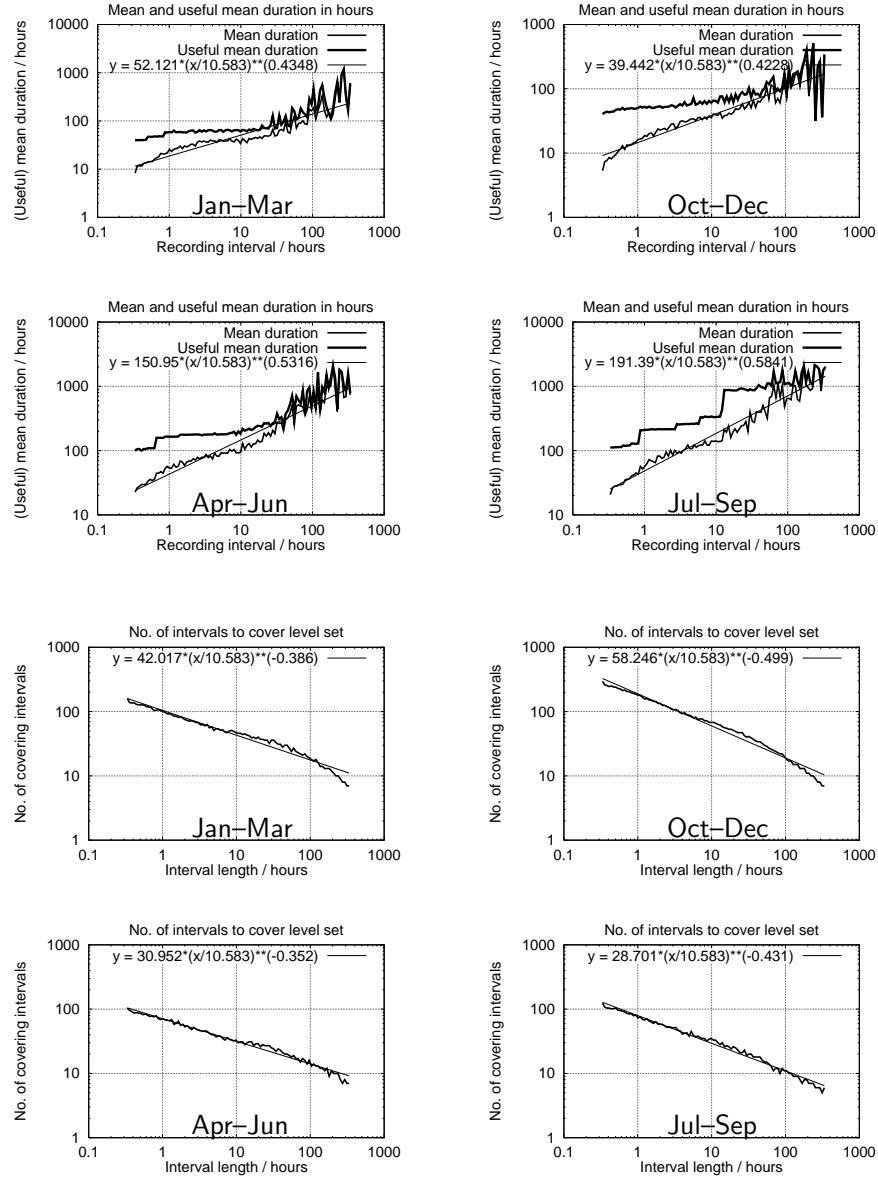 Mean and useful mean duration in hours
(Useful) mean duration / hours
10000
1000
100
10
1
Mean duration
Useful mean duration
y = 52.121*(x/10.583)**(0.4348)
Jan–Mar
0.1 1 10 100 1000
Recording interval / hours
Mean and useful mean duration in hours
(Useful) mean duration / hours
1000
100
10
1
Mean duration
Useful mean duration
y = 39.442*(x/10.583)**(0.4228)
Oct–Dec
0.1 1 10 100 1000
Recording interval / hours
Mean and useful mean duration in hours
(Useful) mean duration / hours
10000
1000
100
10
Mean duration
Useful mean duration
y = 150.95*(x/10.583)**(0.5316)
Apr–Jun
0.1 1 10 100 1000
Recording interval / hours
Mean and useful mean duration in hours
(Useful) mean duration / hours
10000
1000
100
10
Mean duration
Useful mean duration
y = 191.39*(x/10.583)**(0.5841)
Jul–Sep
0.1 1 10 100 1000
Recording interval / hours
No. of intervals to cover level set
No. of covering intervals
1000
100
10
1
y = 42.017*(x/10.583)**(-0.386)
Jan–Mar
0.1 1 10 100 1000
Interval length / hours
No. of intervals to cover level set
No. of covering intervals
1000
100
10
1
y = 58.246*(x/10.583)**(-0.499)
Oct–Dec
0.1 1 10 100 1000
Interval length / hours
No. of intervals to cover level set
No. of covering intervals
1000
100
10
1
y = 30.952*(x/10.583)**(-0.352)
Apr–Jun
0.1 1 10 100 1000
Interval length / hours
No. of intervals to cover level set
No. of covering intervals
1000
100
10
1
y = 28.701*(x/10.583)**(-0.431)
Jul–Sep
0.1 1 10 100 1000
Interval length / hours